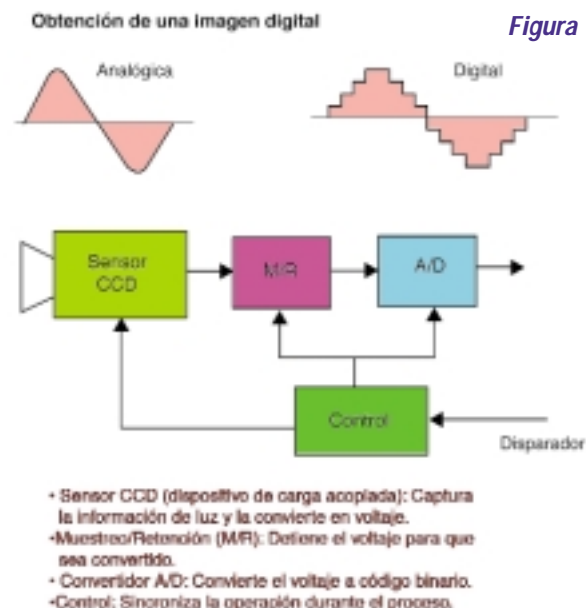 Obtención de una imagen digital
Figura
Analógica
Digital
Sensor
CCD
M/R
A/D
Control
Disparador
• Sensor CCD (dispositivo de carga acoplada): Captura
la información de luz y la convierte en voltaje.
•Muestreo/Retención (M/R): Detiene el voltaje para que
sea convertido.
• Convertidor A/D: Convierte el voltaje a código binario.
•Control: Sincroniza la operación durante el proceso.